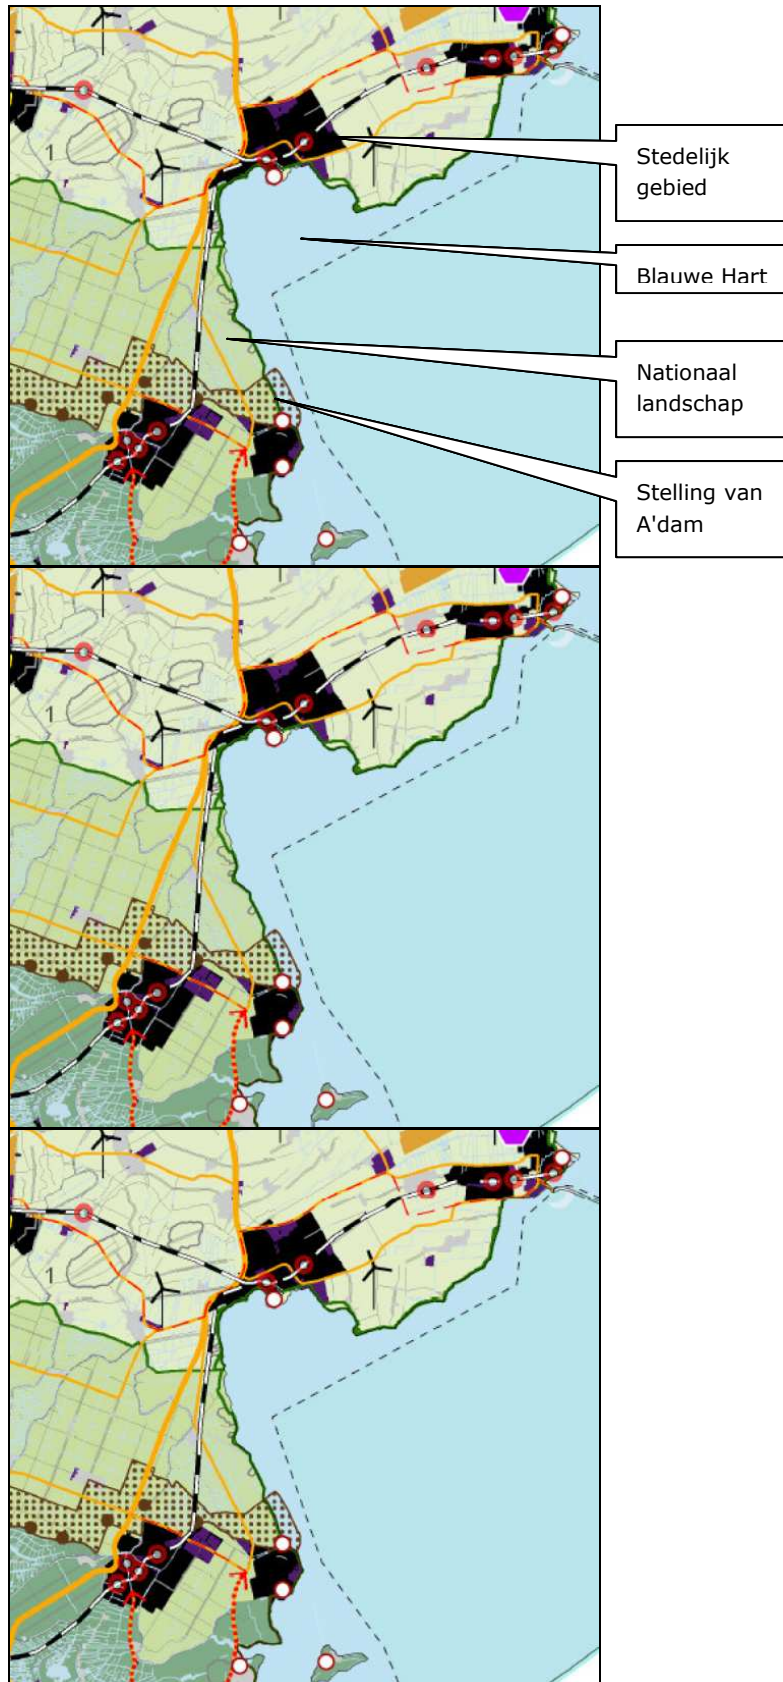 Stedelijk
gebied
Blauwe Hart
1
Nationaal
landschap
Stelling van
A'dam
1
1